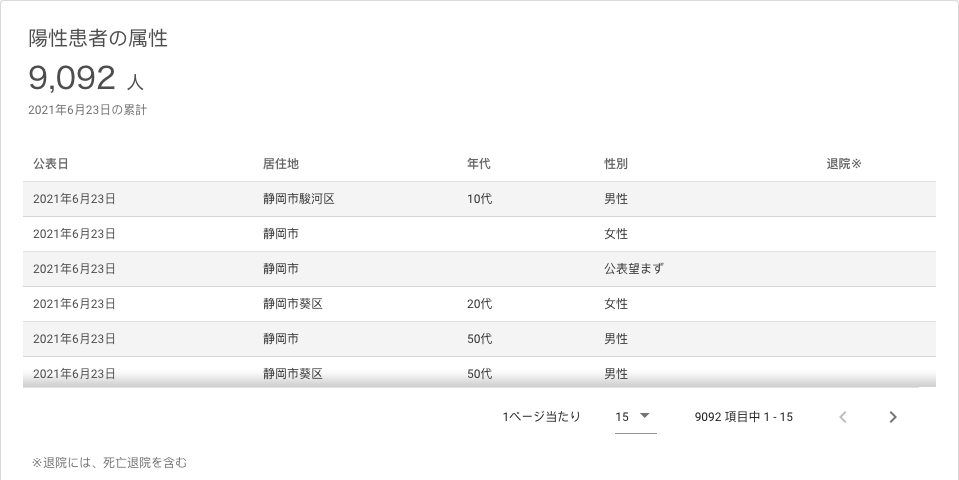 陽性患者の属性
9,092 人
2021年6月23日の累計
公表日 居住地 年代 性別 退院※
2021年6月23日 静岡市駿河区 10代 男性
2021年6月23日 静岡市 女性
2021年6月23日 静岡市 公表望まず
2021年6月23日 静岡市葵区 20代 女性
2021年6月23日 静岡市 50代 男性
2021年6月23日 静岡市葵区 50代 男性
1ページ当たり 15 9092 項目中 1 - 15
※退院には、死亡退院を含む